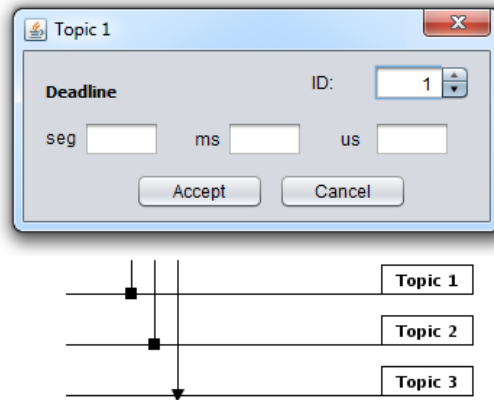 Topic 1
Deadline ID: 1
seg ms us
Accept Cancel
Topic 1
Topic 2
Topic 3